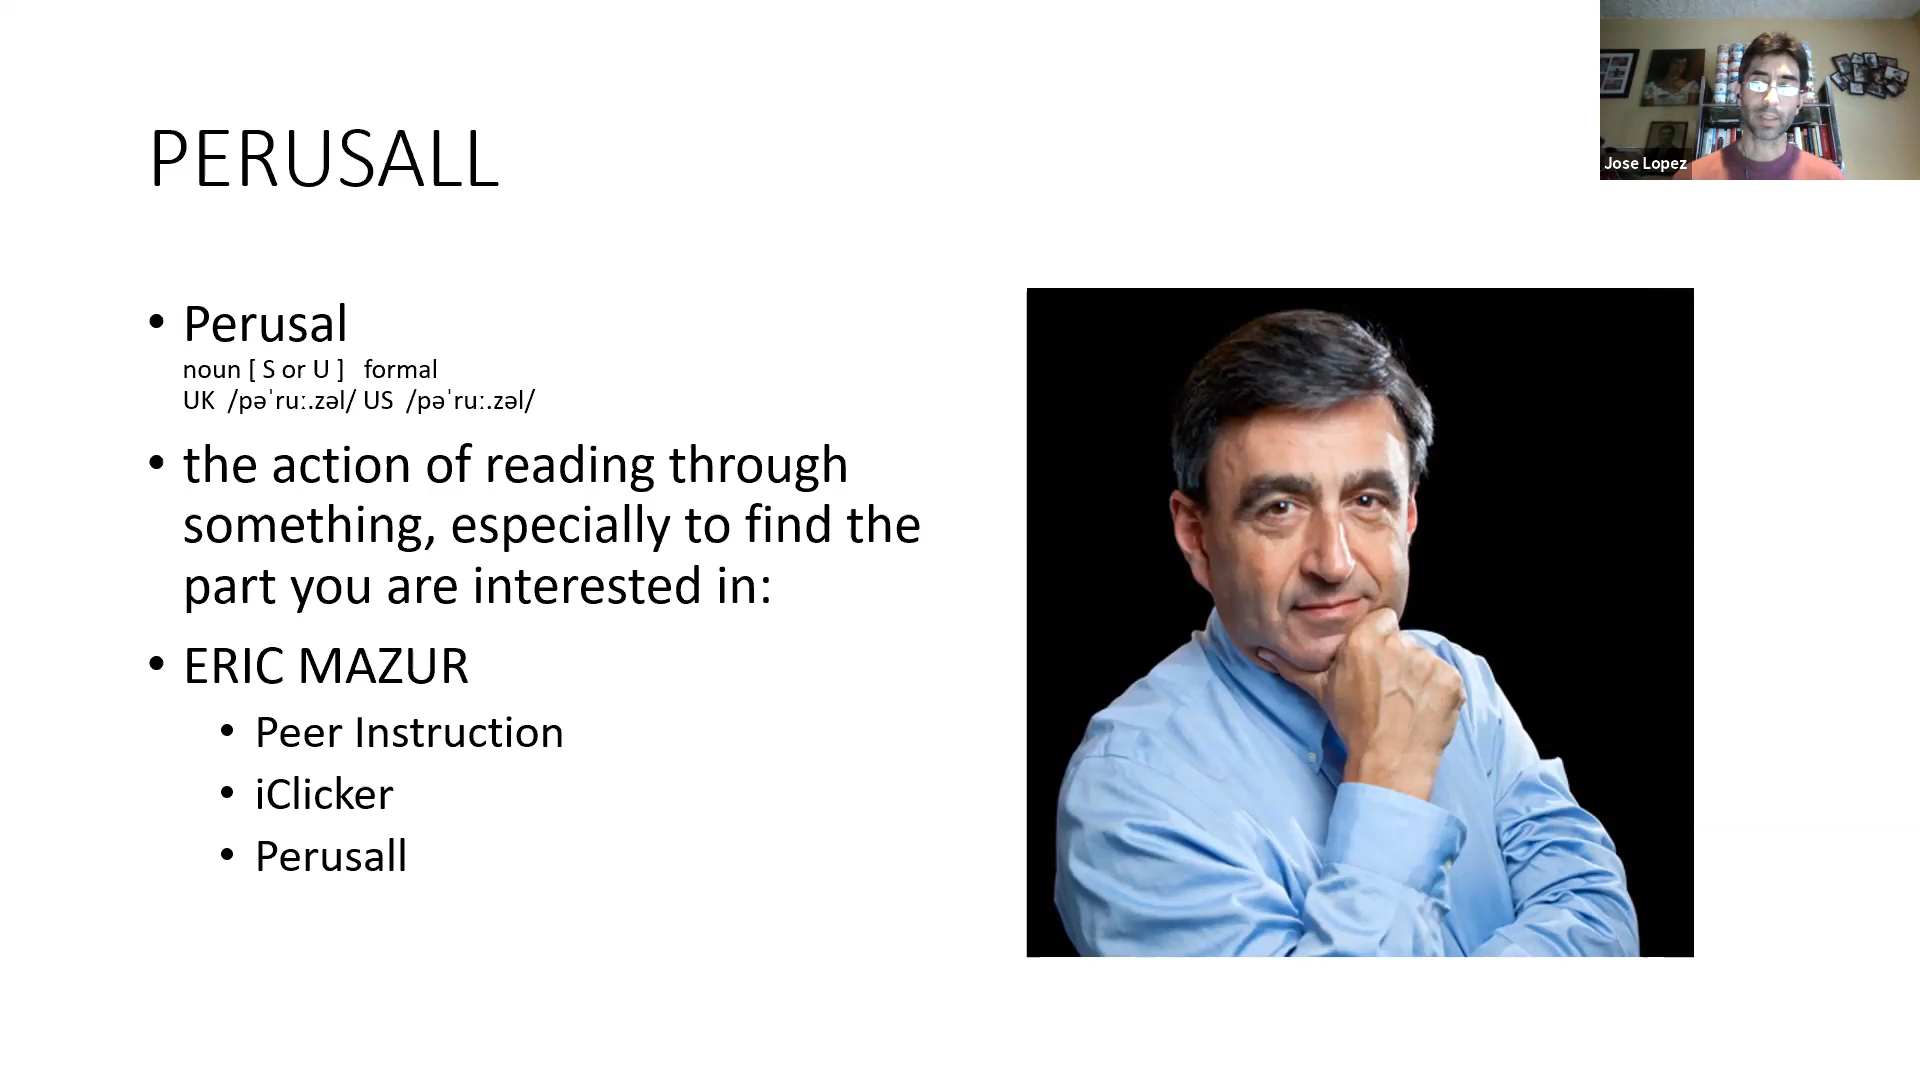 PERUSALL
Jose Lopez
• Perusal
noun [ S or U ]   formal
UK  /pəˈruː.zəl/ US  /pəˈruː.zəl/
• the action of reading through
something, especially to find the
part you are interested in:
• ERIC MAZUR
• Peer Instruction
• iClicker
• Perusall